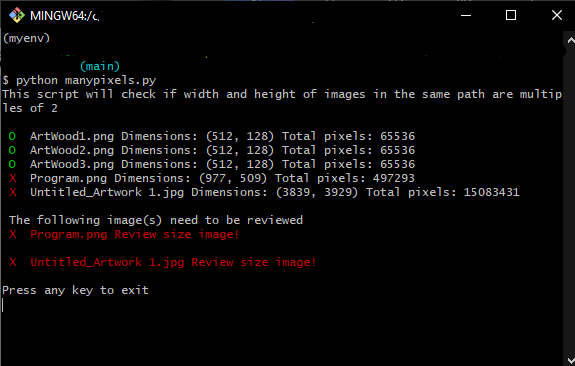 MINGW64:/c
(myenv)
(main)
$ python manypixels.py
This script will check if width and height of images in the same path are multip
les of 2
O ArtWood1.png Dimensions: (512, 128) Total pixels: 65536
O ArtWood2.png Dimensions: (512, 128) Total pixels: 65536
O ArtWood3.png Dimensions: (512, 128) Total pixels: 65536
X Program.png Dimensions: (977, 509) Total pixels: 497293
X Untitled_Artwork 1.jpg Dimensions: (3839, 3929) Total pixels: 15083431
The following image(s) need to be reviewed
X Program.png Review size image!
X Untitled_Artwork 1.jpg Review size image!
Press any key to exit